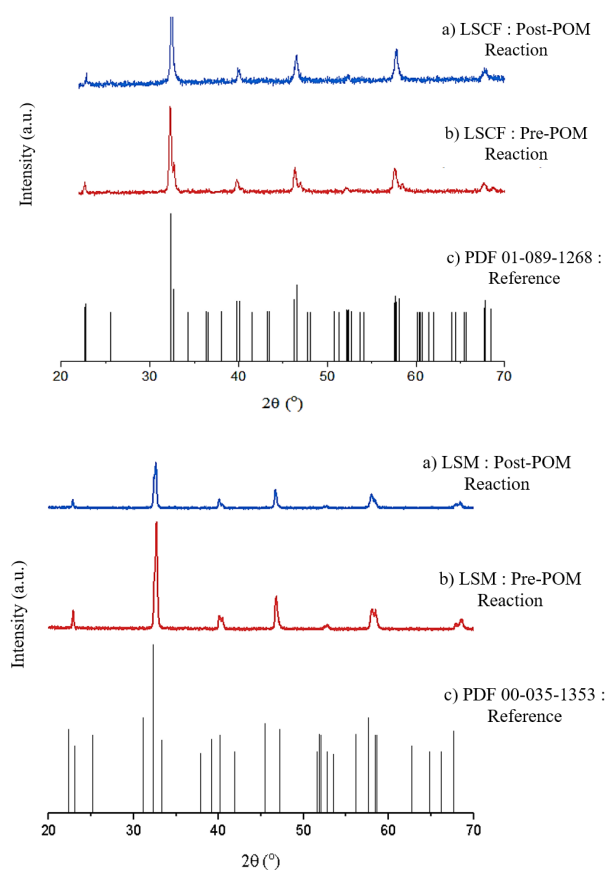 a) LSCF : Post-POM
Reaction
b) LSCF : Pre-POM
Reaction
c) PDF 01-089-1268 :
Reference
Intensity (a.u.)
20 30 40 50 60 70
2θ (°)
a) LSM : Post-POM
Reaction
b) LSM : Pre-POM
Reaction
c) PDF 00-035-1353 :
Reference
Intensity (a.u.)
20 30 40 50 60 70
2θ (°)